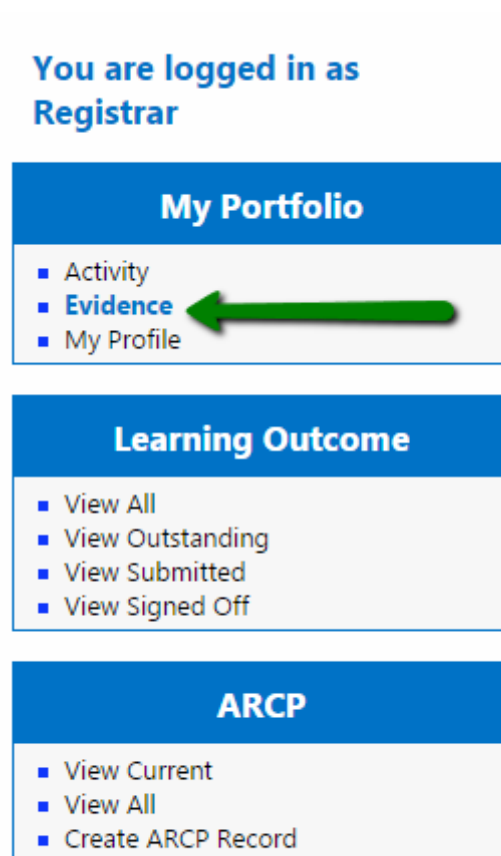 You are logged in as
Registrar
My Portfolio
Activity
Evidence
My Profile
Learning Outcome
View All
View Outstanding
View Submitted
View Signed Off
ARCP
View Current
View All
Create ARCP Record